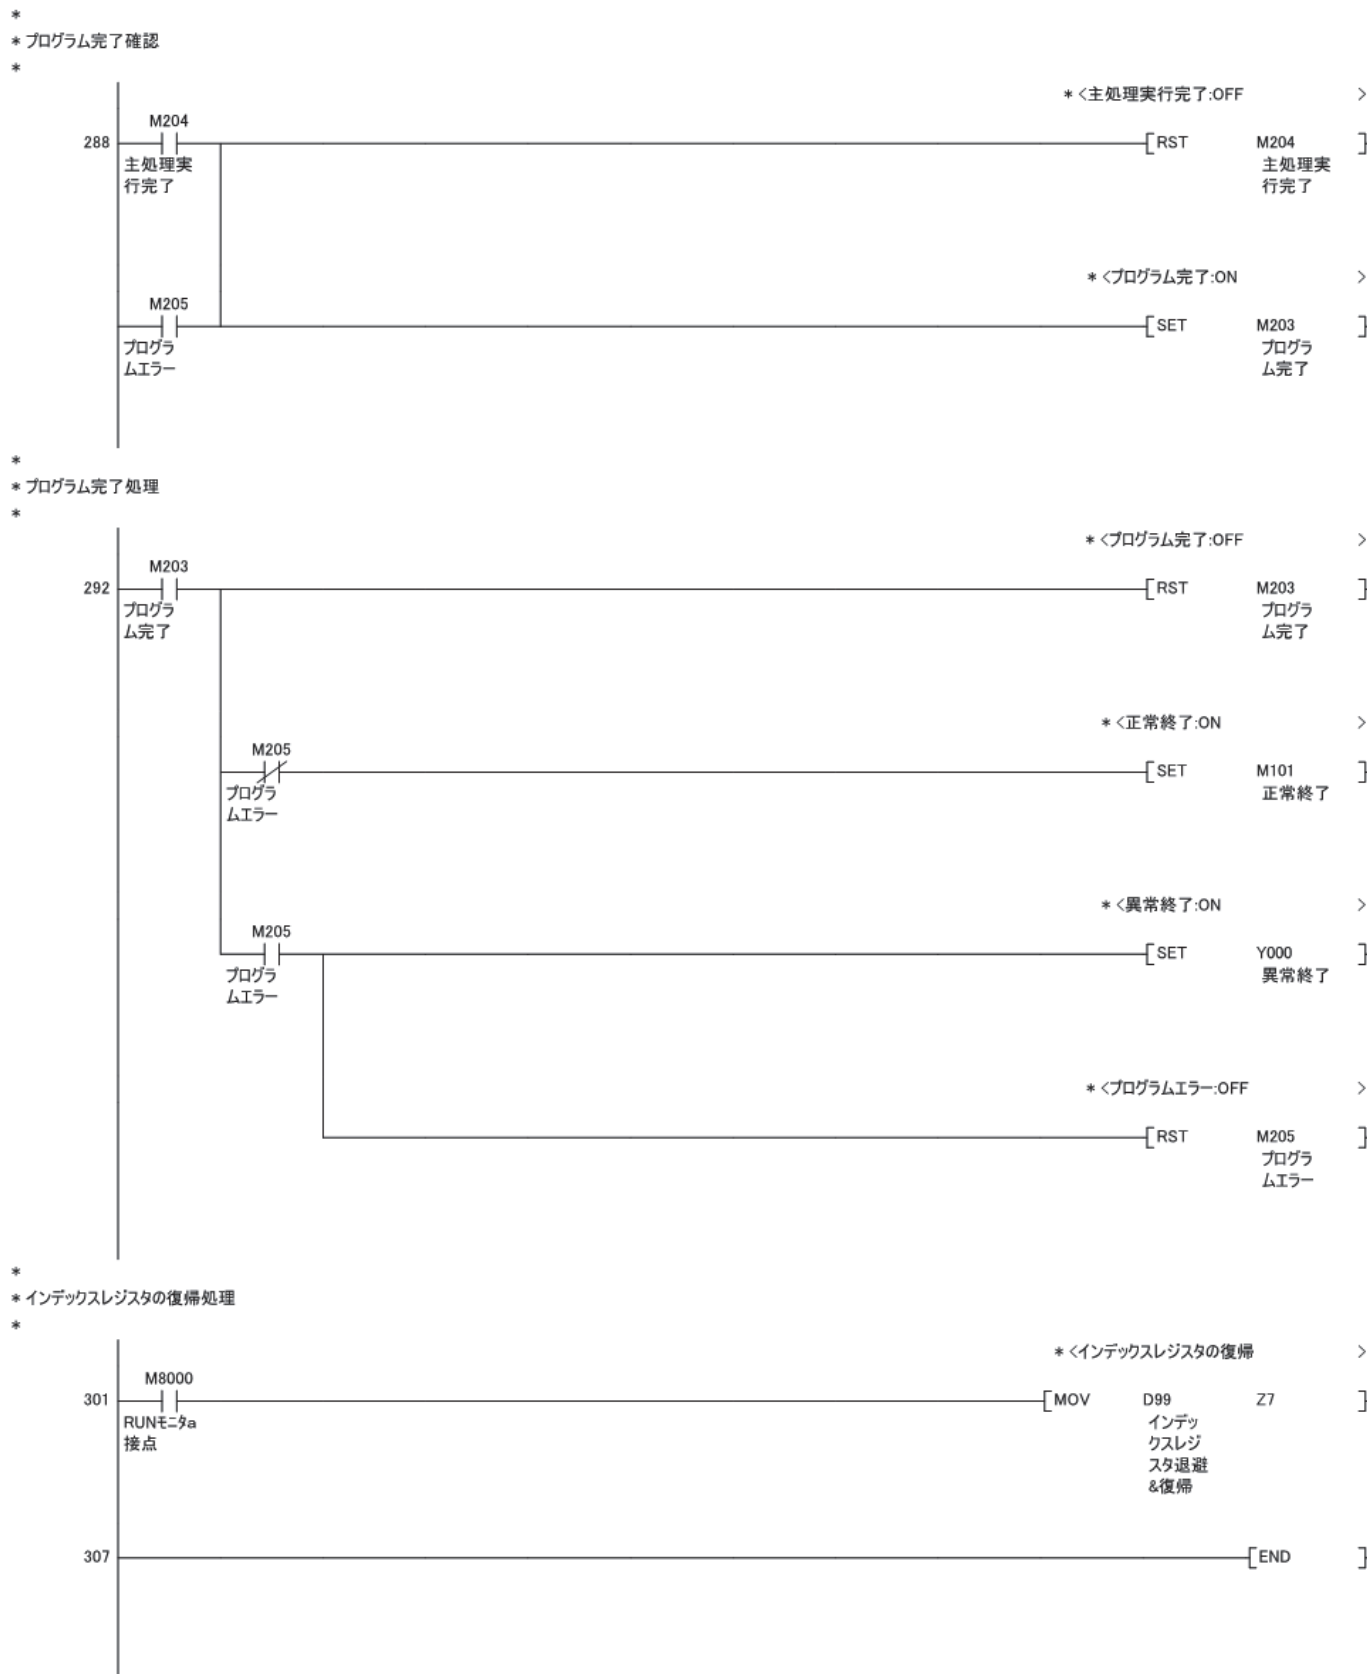 *
* プログラム完了確認
*
* <主処理実行完了:OFF >
M204
288 [ RST M204 ]
主処理実 主処理実
行完了 行完了
* <プログラム完了:ON >
M205
[ SET M203 ]
プログラ プログラ
ムエラー ム完了
*
* プログラム完了処理
*
* <プログラム完了:OFF >
M203
292 [ RST M203 ]
プログラ プログラ
ム完了 ム完了
* <正常終了:ON >
M205
[ SET M101 ]
プログラ 正常終了
ムエラー
* <異常終了:ON >
M205
[ SET Y000 ]
プログラ 異常終了
ムエラー
* <プログラムエラー:OFF >
[ RST M205 ]
プログラ
ムエラー
*
* インデックスレジスタの復帰処理
*
* <インデックスレジスタの復帰 >
M8000
301 [ MOV D99 Z7 ]
RUNモニタa インデッ
接点 クスレジ
スタ退避
&復帰
307 [ END ]